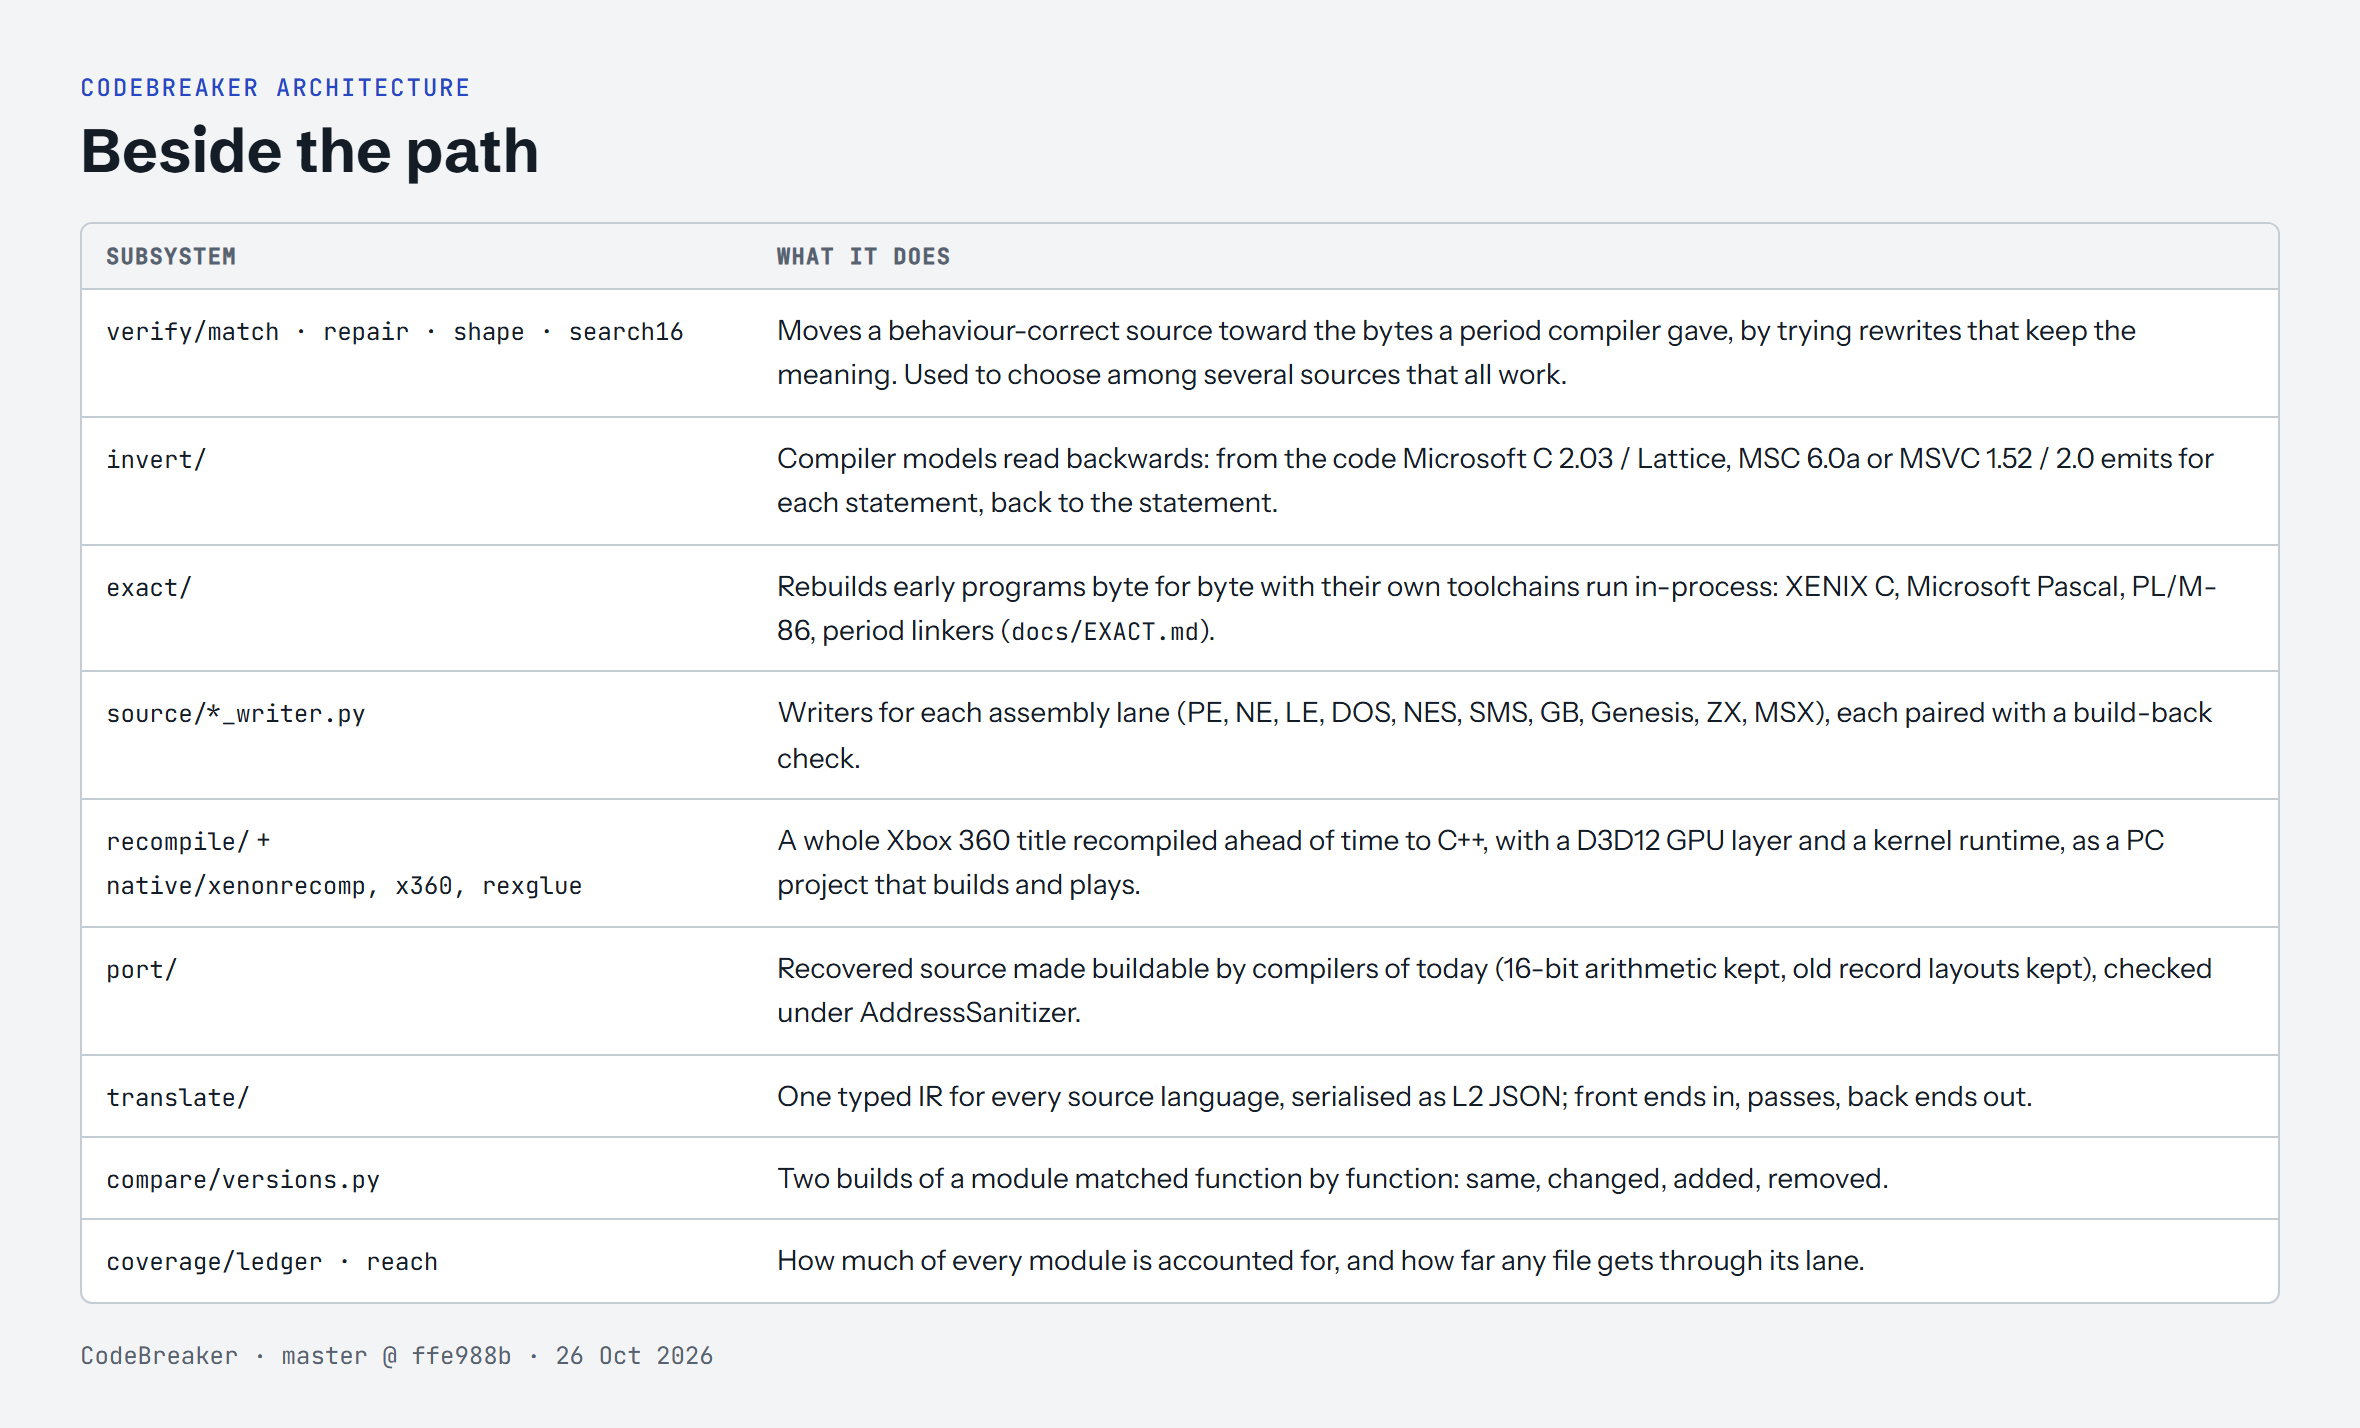 CODEBREAKER ARCHITECTURE
Beside the path
SUBSYSTEM
WHAT IT DOES
verify/match · repair · shape · search16
Moves a behaviour-correct source toward the bytes a period compiler gave, by trying rewrites that keep the
meaning. Used to choose among several sources that all work.
invert/
Compiler models read backwards: from the code Microsoft C 2.03 / Lattice, MSC 6.0a or MSVC 1.52 / 2.0 emits for
each statement, back to the statement.
exact/
Rebuilds early programs byte for byte with their own toolchains run in-process: XENIX C, Microsoft Pascal, PL/M-
86, period linkers (docs/EXACT.md).
source/*_writer.py
Writers for each assembly lane (PE, NE, LE, DOS, NES, SMS, GB, Genesis, ZX, MSX), each paired with a build-back
check.
recompile/ +
native/xenonrecomp, x360, rexglue
A whole Xbox 360 title recompiled ahead of time to C++, with a D3D12 GPU layer and a kernel runtime, as a PC
project that builds and plays.
port/
Recovered source made buildable by compilers of today (16-bit arithmetic kept, old record layouts kept), checked
under AddressSanitizer.
translate/
One typed IR for every source language, serialised as L2 JSON; front ends in, passes, back ends out.
compare/versions.py
Two builds of a module matched function by function: same, changed, added, removed.
coverage/ledger · reach
How much of every module is accounted for, and how far any file gets through its lane.
CodeBreaker · master @ ffe988b · 26 Oct 2026